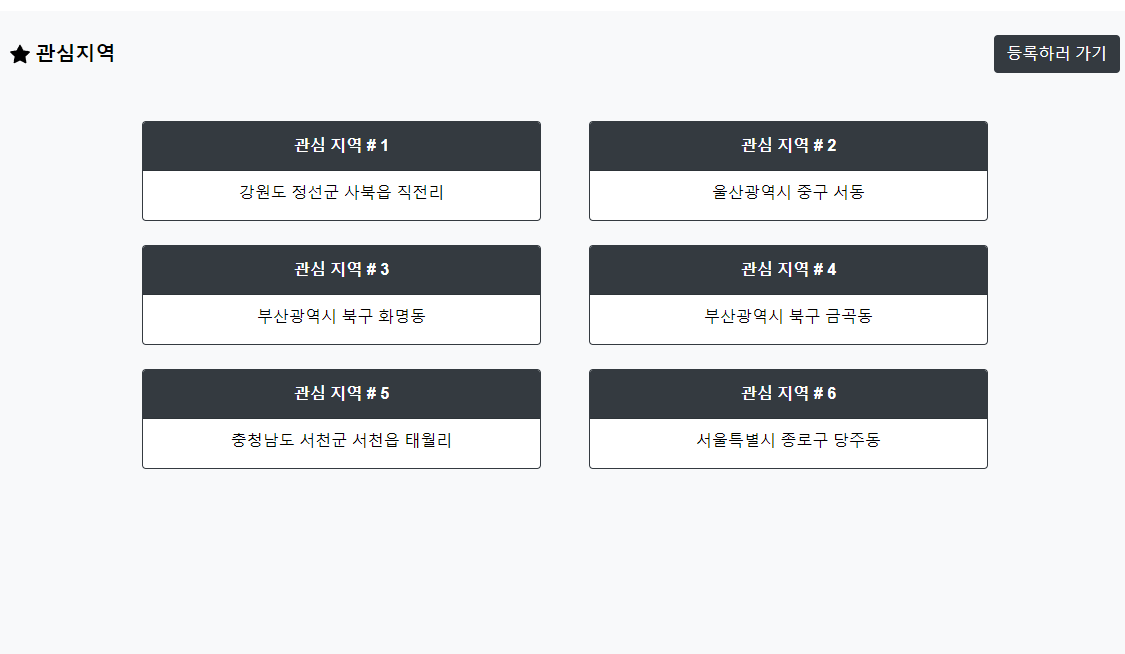 ★ 관심지역
등록하러 가기
관심 지역 # 1
관심 지역 # 2
강원도 정선군 사북읍 직전리
울산광역시 중구 서동
관심 지역 # 3
관심 지역 # 4
부산광역시 북구 화명동
부산광역시 북구 금곡동
관심 지역 # 5
관심 지역 # 6
충청남도 서천군 서천읍 태월리
서울특별시 종로구 당주동